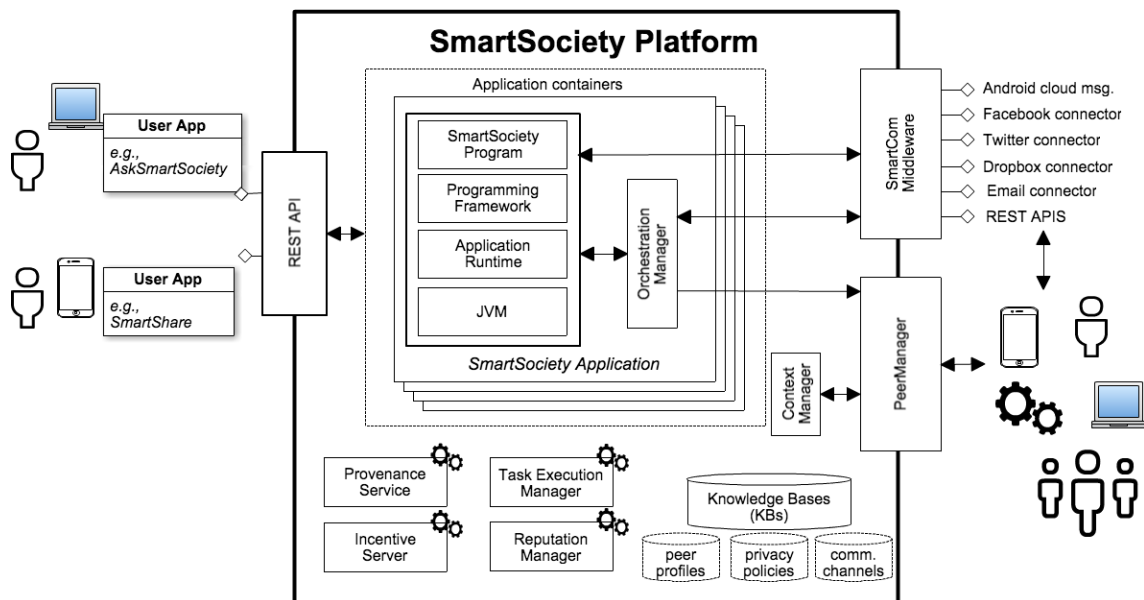 SmartSociety Platform
Application containers
User App
e.g.,
AskSmartSociety
User App
e.g.,
SmartShare
REST API
SmartSociety
Program
Programming
Framework
Application
Runtime
JVM
Orchestration
Manager
SmartSociety Application
SmartCom
Middleware
Android cloud msg.
Facebook connector
Twitter connector
Dropbox connector
Email connector
REST APIS
PeerManager
Context
Manager
Provenance
Service
Task Execution
Manager
Incentive
Server
Reputation
Manager
Knowledge Bases
(KBs)
peer
profiles
privacy
policies
comm.
channels